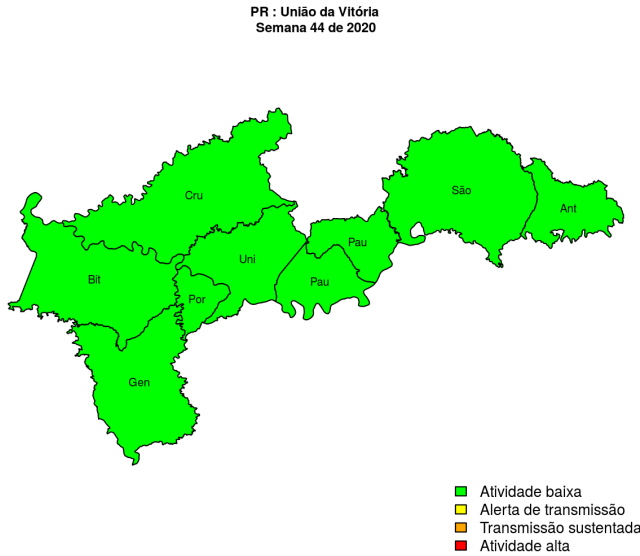 PR : União da Vitória
Semana 44 de 2020
Cru
São
Ant
Pau
Uni
Bit
Pau
Por
Gen
Atividade baixa
Alerta de transmissão
Transmissão sustentada
Atividade alta